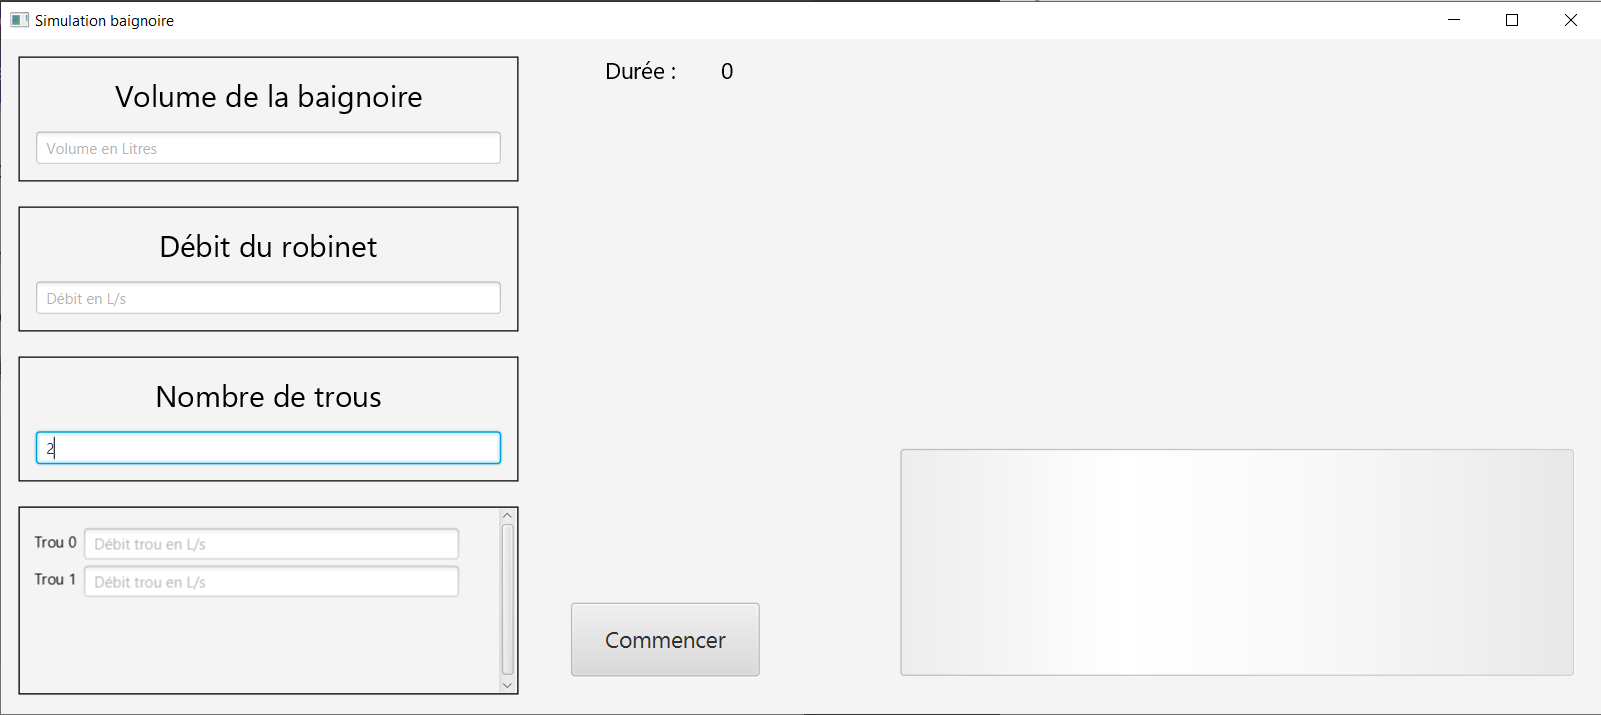 Simulation baignoire
Volume de la baignoire
Volume en Litres
Débit du robinet
Débit en L/s
Nombre de trous
2
Trou 0 Débit trou en L/s
Trou 1 Débit trou en L/s
Durée : 0
Commencer